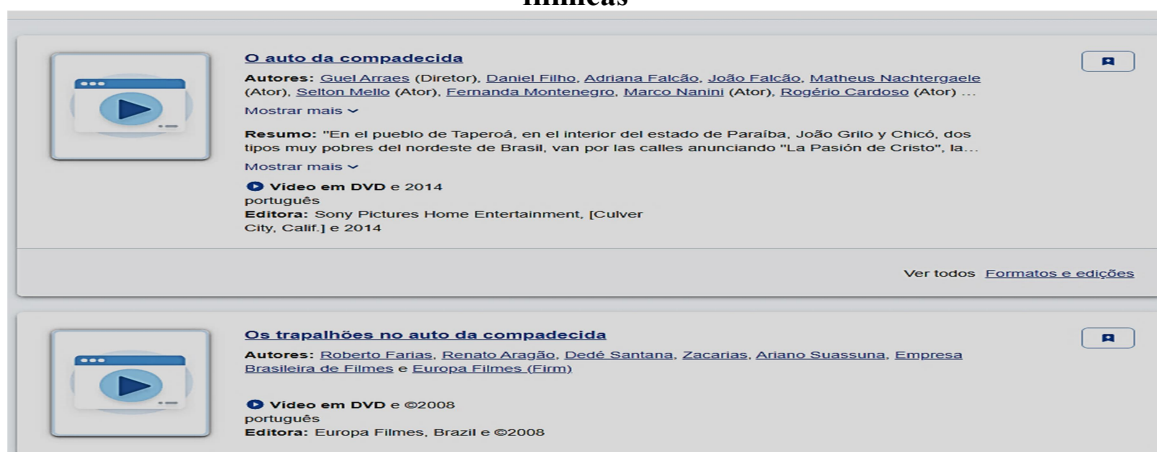 fílmicas
O auto da compadecida
Autores: Guel Arraes (Diretor), Daniel Filho, Adriana Falcão, João Falcão, Matheus Nachtergaele
(Ator), Selton Mello (Ator), Fernanda Montenegro, Marco Nanini (Ator), Rogério Cardoso (Ator) ...
Mostrar mais
Resumo: "En el pueblo de Taperoá, en el interior del estado de Paraíba, João Grilo y Chicó, dos
tipos muy pobres del nordeste de Brasil, van por las calles anunciando "La Pasión de Cristo", la...
Mostrar mais
Vídeo em DVD e 2014
português
Editora: Sony Pictures Home Entertainment, [Culver
City, Calif.] e 2014
Ver todos Formatos e edições
Os trapalhões no auto da compadecida
Autores: Roberto Farias, Renato Aragão, Dedé Santana, Zacarias, Ariano Suassuna, Empresa
Brasileira de Filmes e Europa Filmes (Firm)
Vídeo em DVD e ©2008
português
Editora: Europa Filmes, Brazil e ©2008